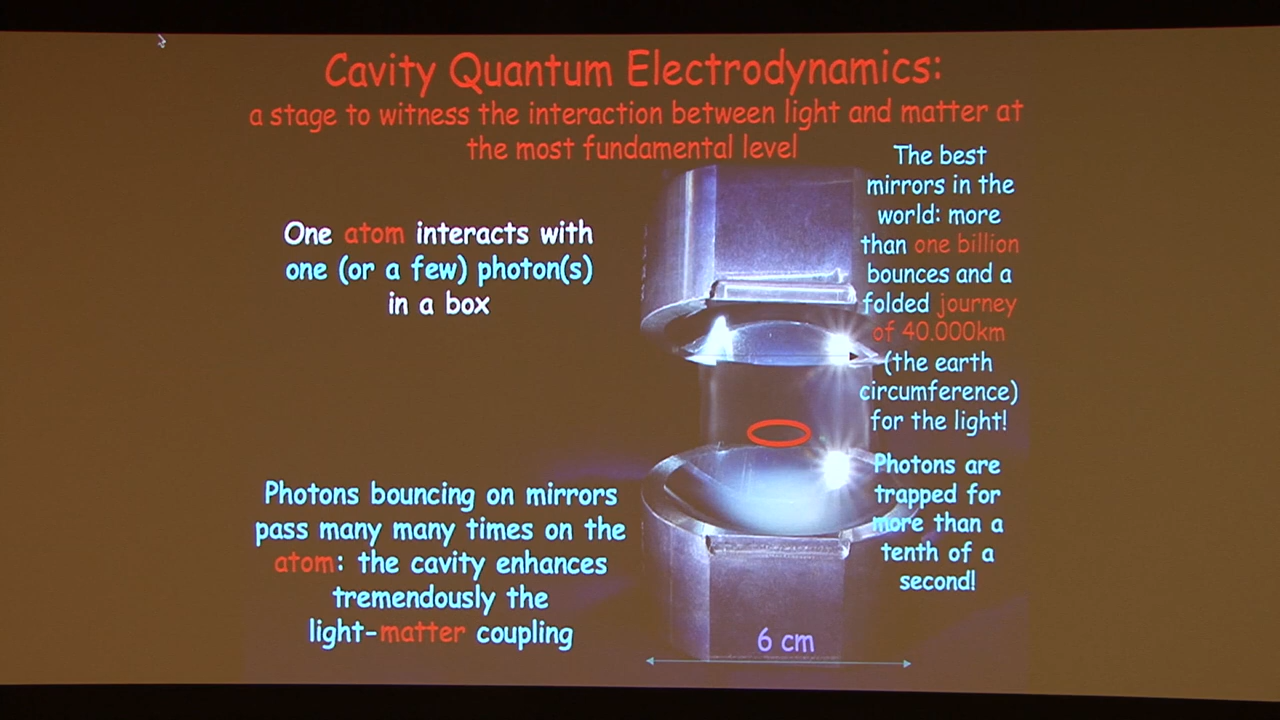 Cavity Quantum Electrodynamics:
a stage to witness the interaction between light and matter at
the most fundamental level
One atom interacts with
one (or a few) photon(s)
in a box
The best
mirrors in the
world: more
than one billion
bounces and a
folded journey
of 40.000km
(the earth
circumference)
for the light!
Photons are
trapped for
more than a
tenth of a
second!
Photons bouncing on mirrors
pass many many times on the
atom: the cavity enhances
tremendously the
light-matter coupling
6 cm